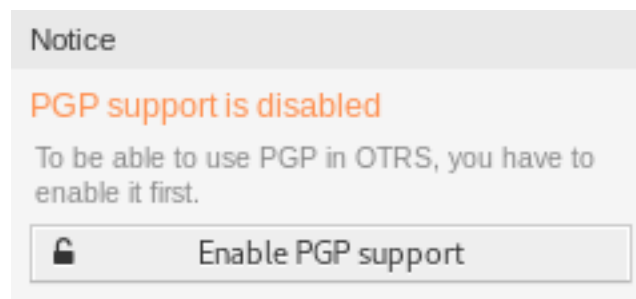 Notice
PGP support is disabled
To be able to use PGP in OTRS, you have to
enable it first.
Enable PGP support